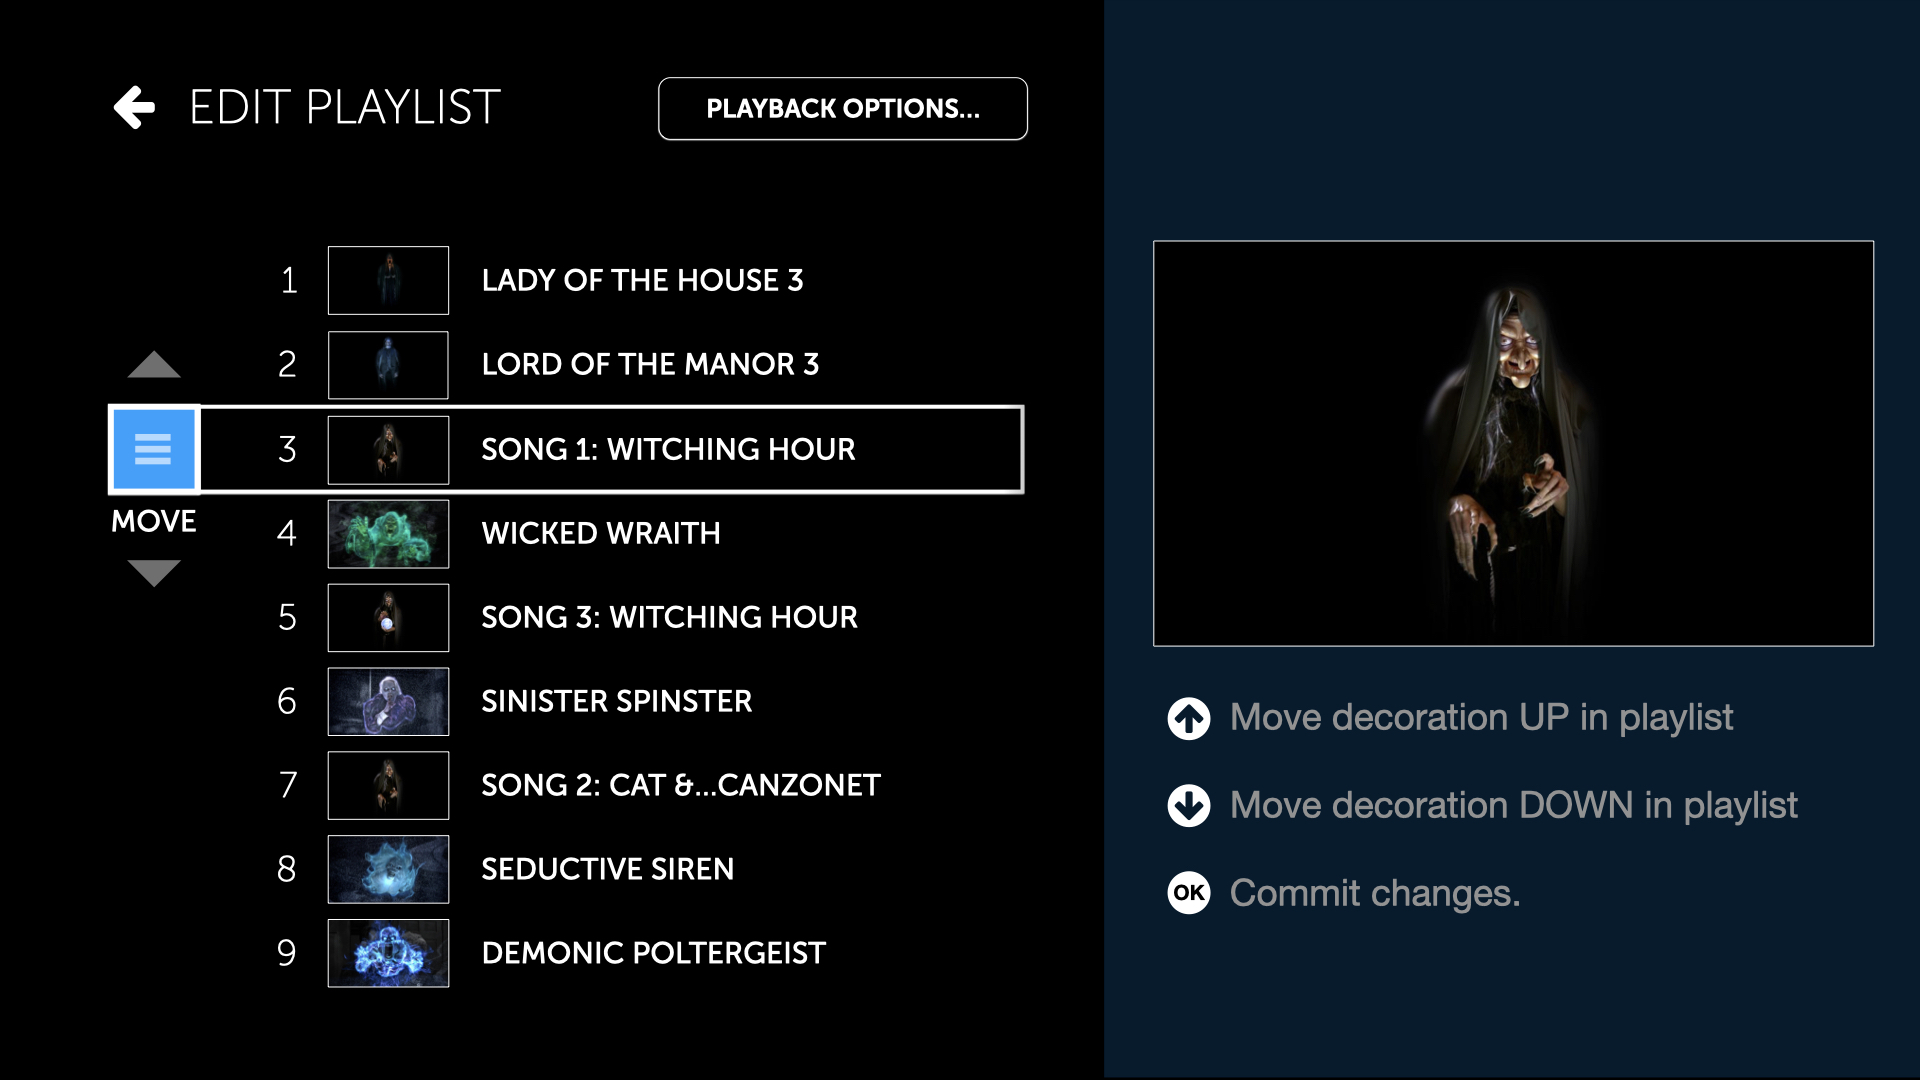 EDIT PLAYLIST
PLAYBACK OPTIONS...
1 LADY OF THE HOUSE 3
2 LORD OF THE MANOR 3
3 SONG 1: WITCHING HOUR
MOVE
4 WICKED WRAITH
5 SONG 3: WITCHING HOUR
6 SINISTER SPINSTER
7 SONG 2: CAT &...CANZONET
8 SEDUCTIVE SIREN
9 DEMONIC POLTERGEIST
Move decoration UP in playlist
Move decoration DOWN in playlist
OK Commit changes.